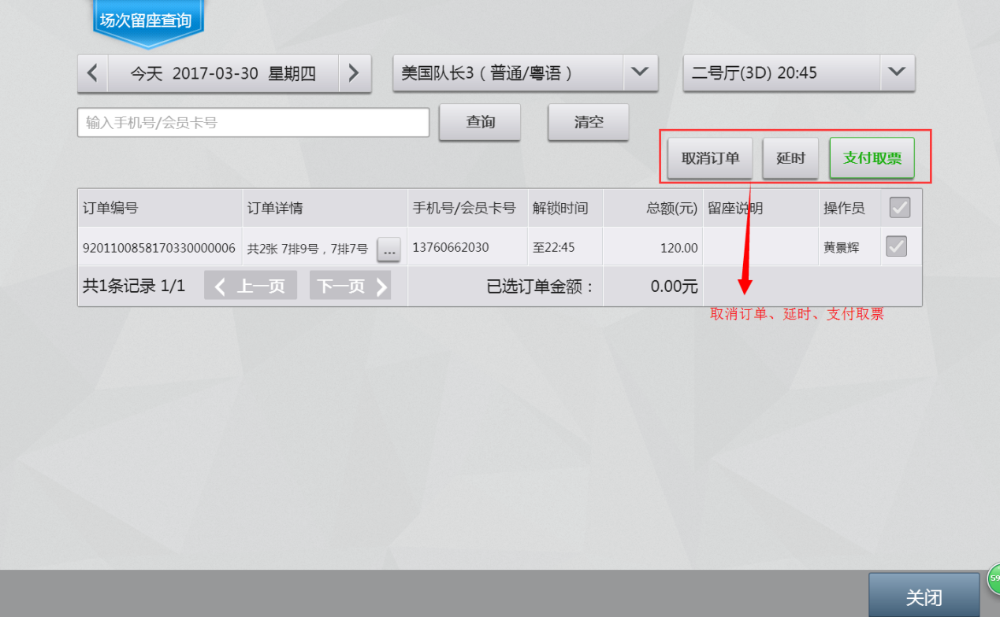 场次留座查询
今天 2017-03-30 星期四
美国队长3（普通/粤语）
二号厅(3D) 20:45
输入手机号/会员卡号
查询
清空
取消订单
延时
支付取票
订单编号 订单详情 手机号/会员卡号 解锁时间 总额(元) 留座说明 操作员
9201100858170330000006 共2张 7排9号，7排7号 ... 13760662030 至22:45 120.00 黄景辉
共1条记录 1/1 上一页 下一页 已选订单金额： 0.00元
取消订单、延时、支付取票
关闭
59